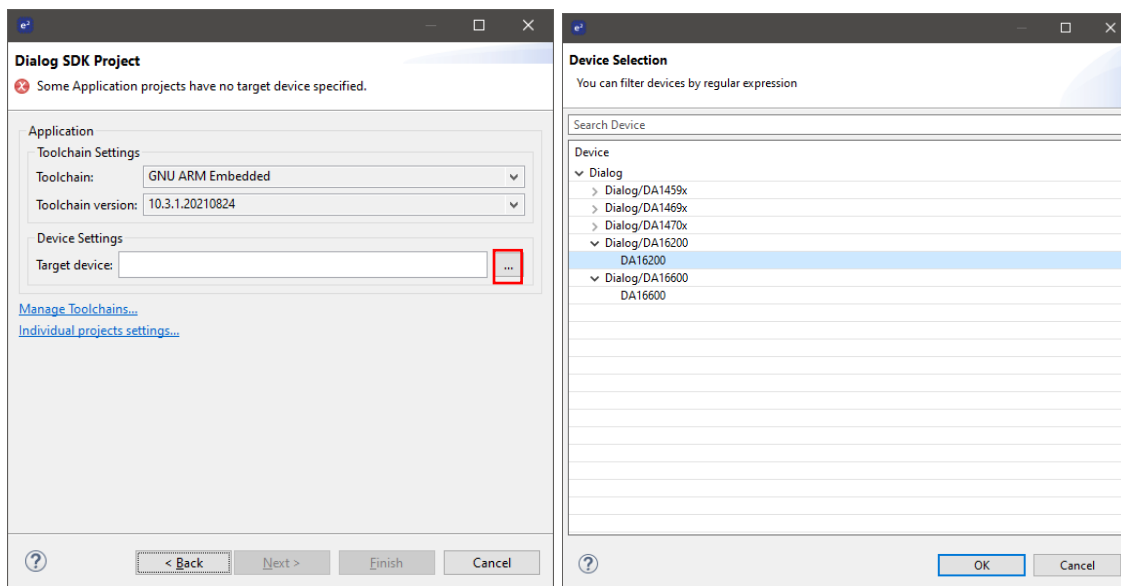 e²
Dialog SDK Project
Some Application projects have no target device specified.
Application
Toolchain Settings
Toolchain:
GNU ARM Embedded
Toolchain version:
10.3.1.20210824
Device Settings
Target device:
...
Manage Toolchains...
Individual projects settings...
?
< Back
Next >
Finish
Cancel
e²
Device Selection
You can filter devices by regular expression
Search Device
Device
Dialog
Dialog/DA1459x
Dialog/DA1469x
Dialog/DA1470x
Dialog/DA16200
DA16200
Dialog/DA16600
DA16600
?
OK
Cancel